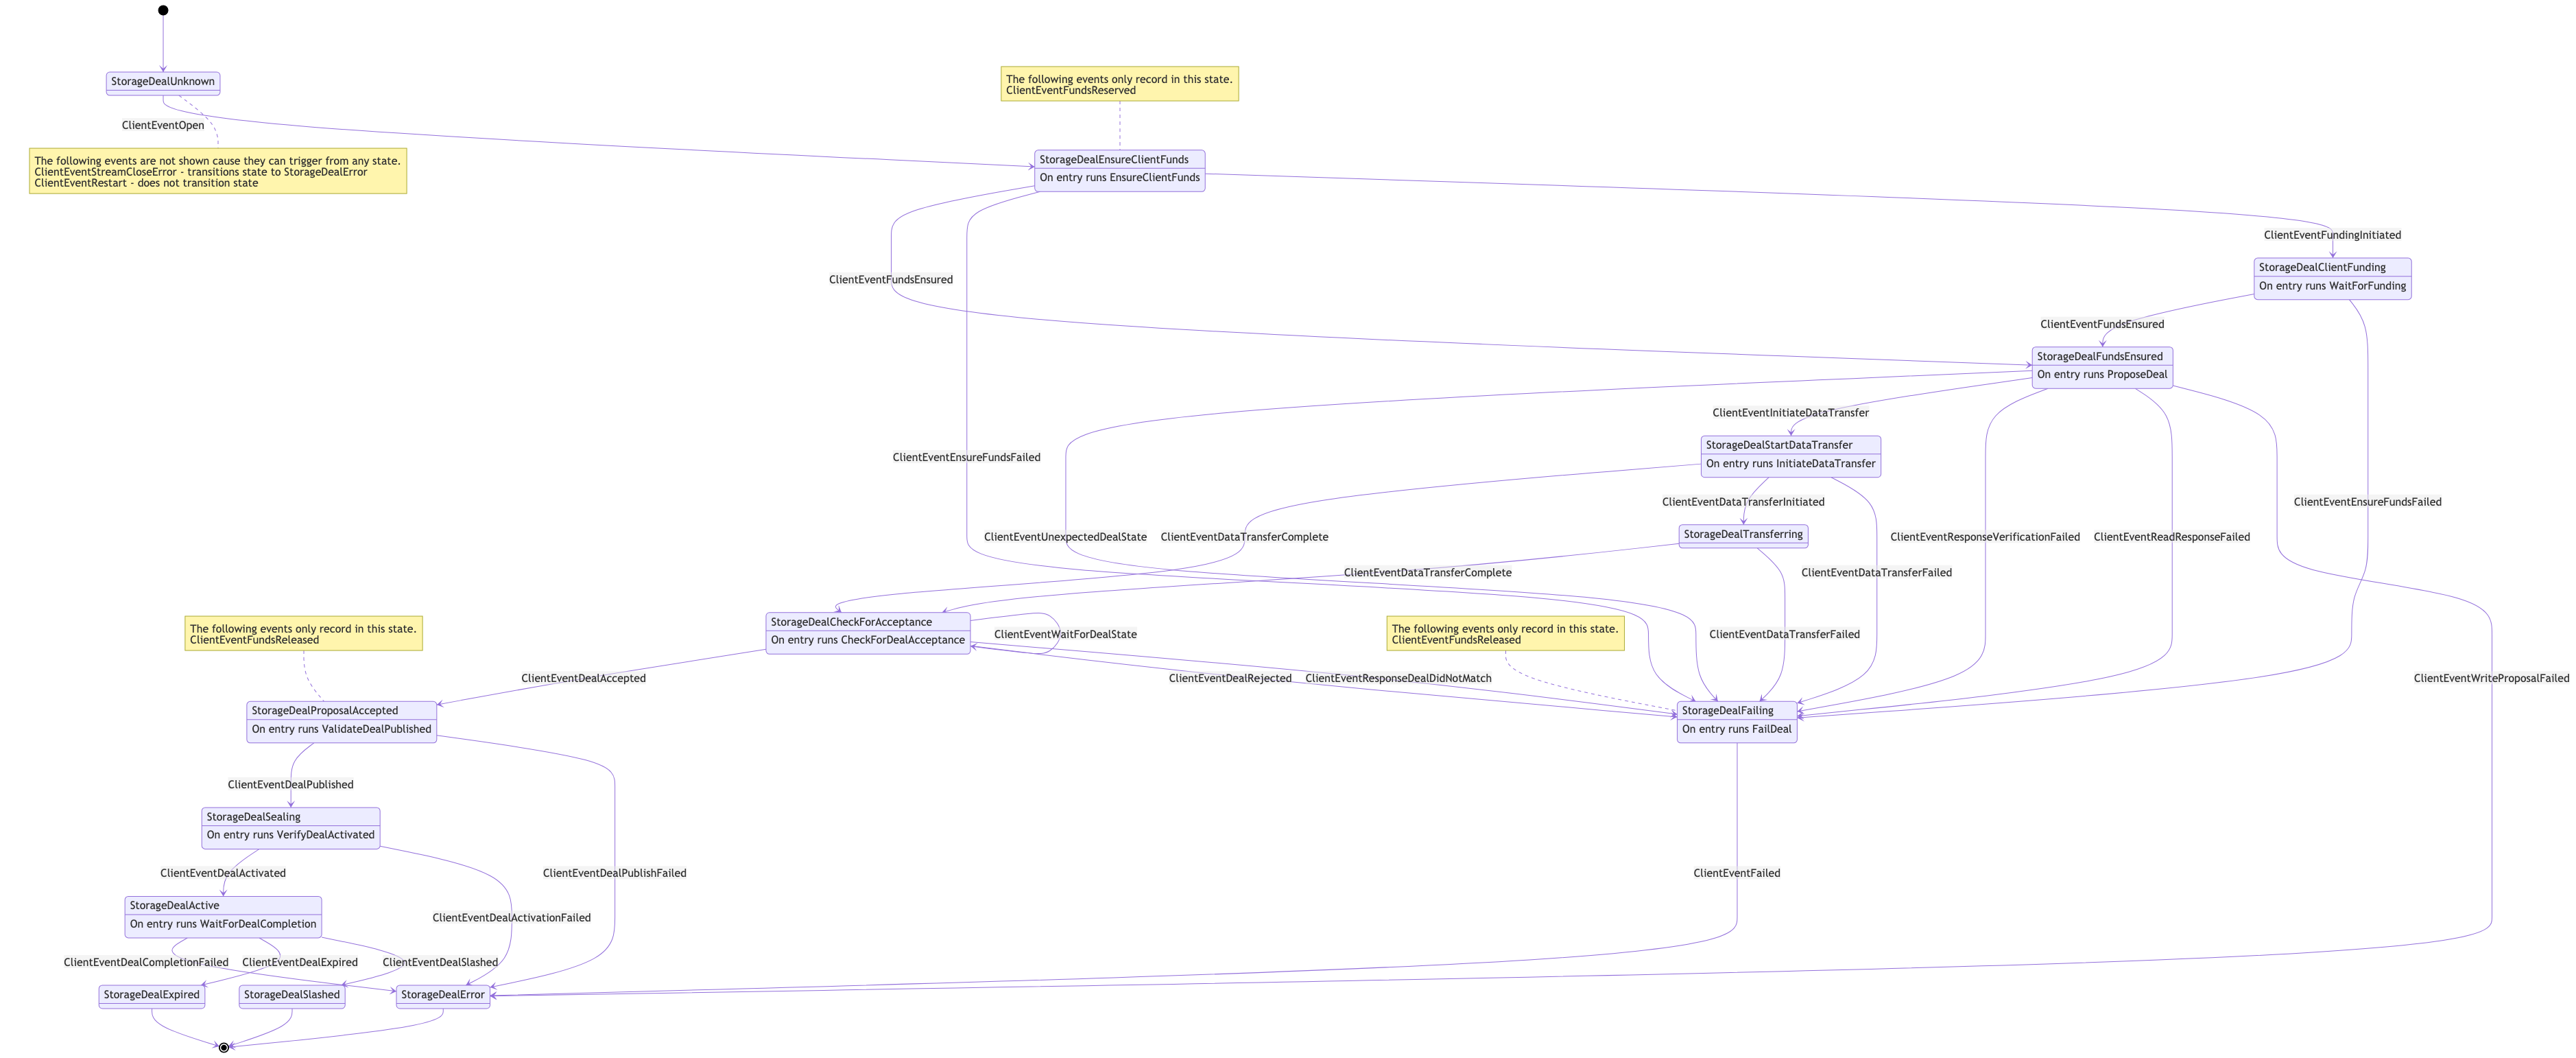 StorageDealUnknown
The following events only record in this state.
ClientEventFundsReserved
ClientEventOpen
The following events are not shown cause they can trigger from any state.
ClientEventStreamCloseError - transitions state to StorageDealError
ClientEventRestart - does not transition state
StorageDealEnsureClientFunds
On entry runs EnsureClientFunds
ClientEventFundingInitiated
StorageDealClientFunding
On entry runs WaitForFunding
ClientEventFundsEnsured
ClientEventFundsEnsured
StorageDealFundsEnsured
On entry runs ProposeDeal
ClientEventInitiateDataTransfer
StorageDealStartDataTransfer
On entry runs InitiateDataTransfer
ClientEventEnsureFundsFailed
ClientEventDataTransferInitiated
ClientEventEnsureFundsFailed
StorageDealTransferring
ClientEventUnexpectedDealState
ClientEventDataTransferComplete
ClientEventResponseVerificationFailed
ClientEventReadResponseFailed
ClientEventDataTransferComplete
ClientEventDataTransferFailed
The following events only record in this state.
ClientEventFundsReleased
StorageDealCheckForAcceptance
On entry runs CheckForDealAcceptance
ClientEventWaitForDealState
The following events only record in this state.
ClientEventFundsReleased
ClientEventDataTransferFailed
ClientEventDealAccepted
ClientEventDealRejected
ClientEventResponseDealDidNotMatch
ClientEventWriteProposalFailed
StorageDealProposalAccepted
On entry runs ValidateDealPublished
StorageDealFailing
On entry runs FailDeal
ClientEventDealPublished
StorageDealSealing
On entry runs VerifyDealActivated
ClientEventDealActivated
ClientEventDealPublishFailed
ClientEventFailed
StorageDealActive
On entry runs WaitForDealCompletion
ClientEventDealActivationFailed
ClientEventDealCompletionFailed
ClientEventDealExpired
ClientEventDealSlashed
StorageDealExpired
StorageDealSlashed
StorageDealError